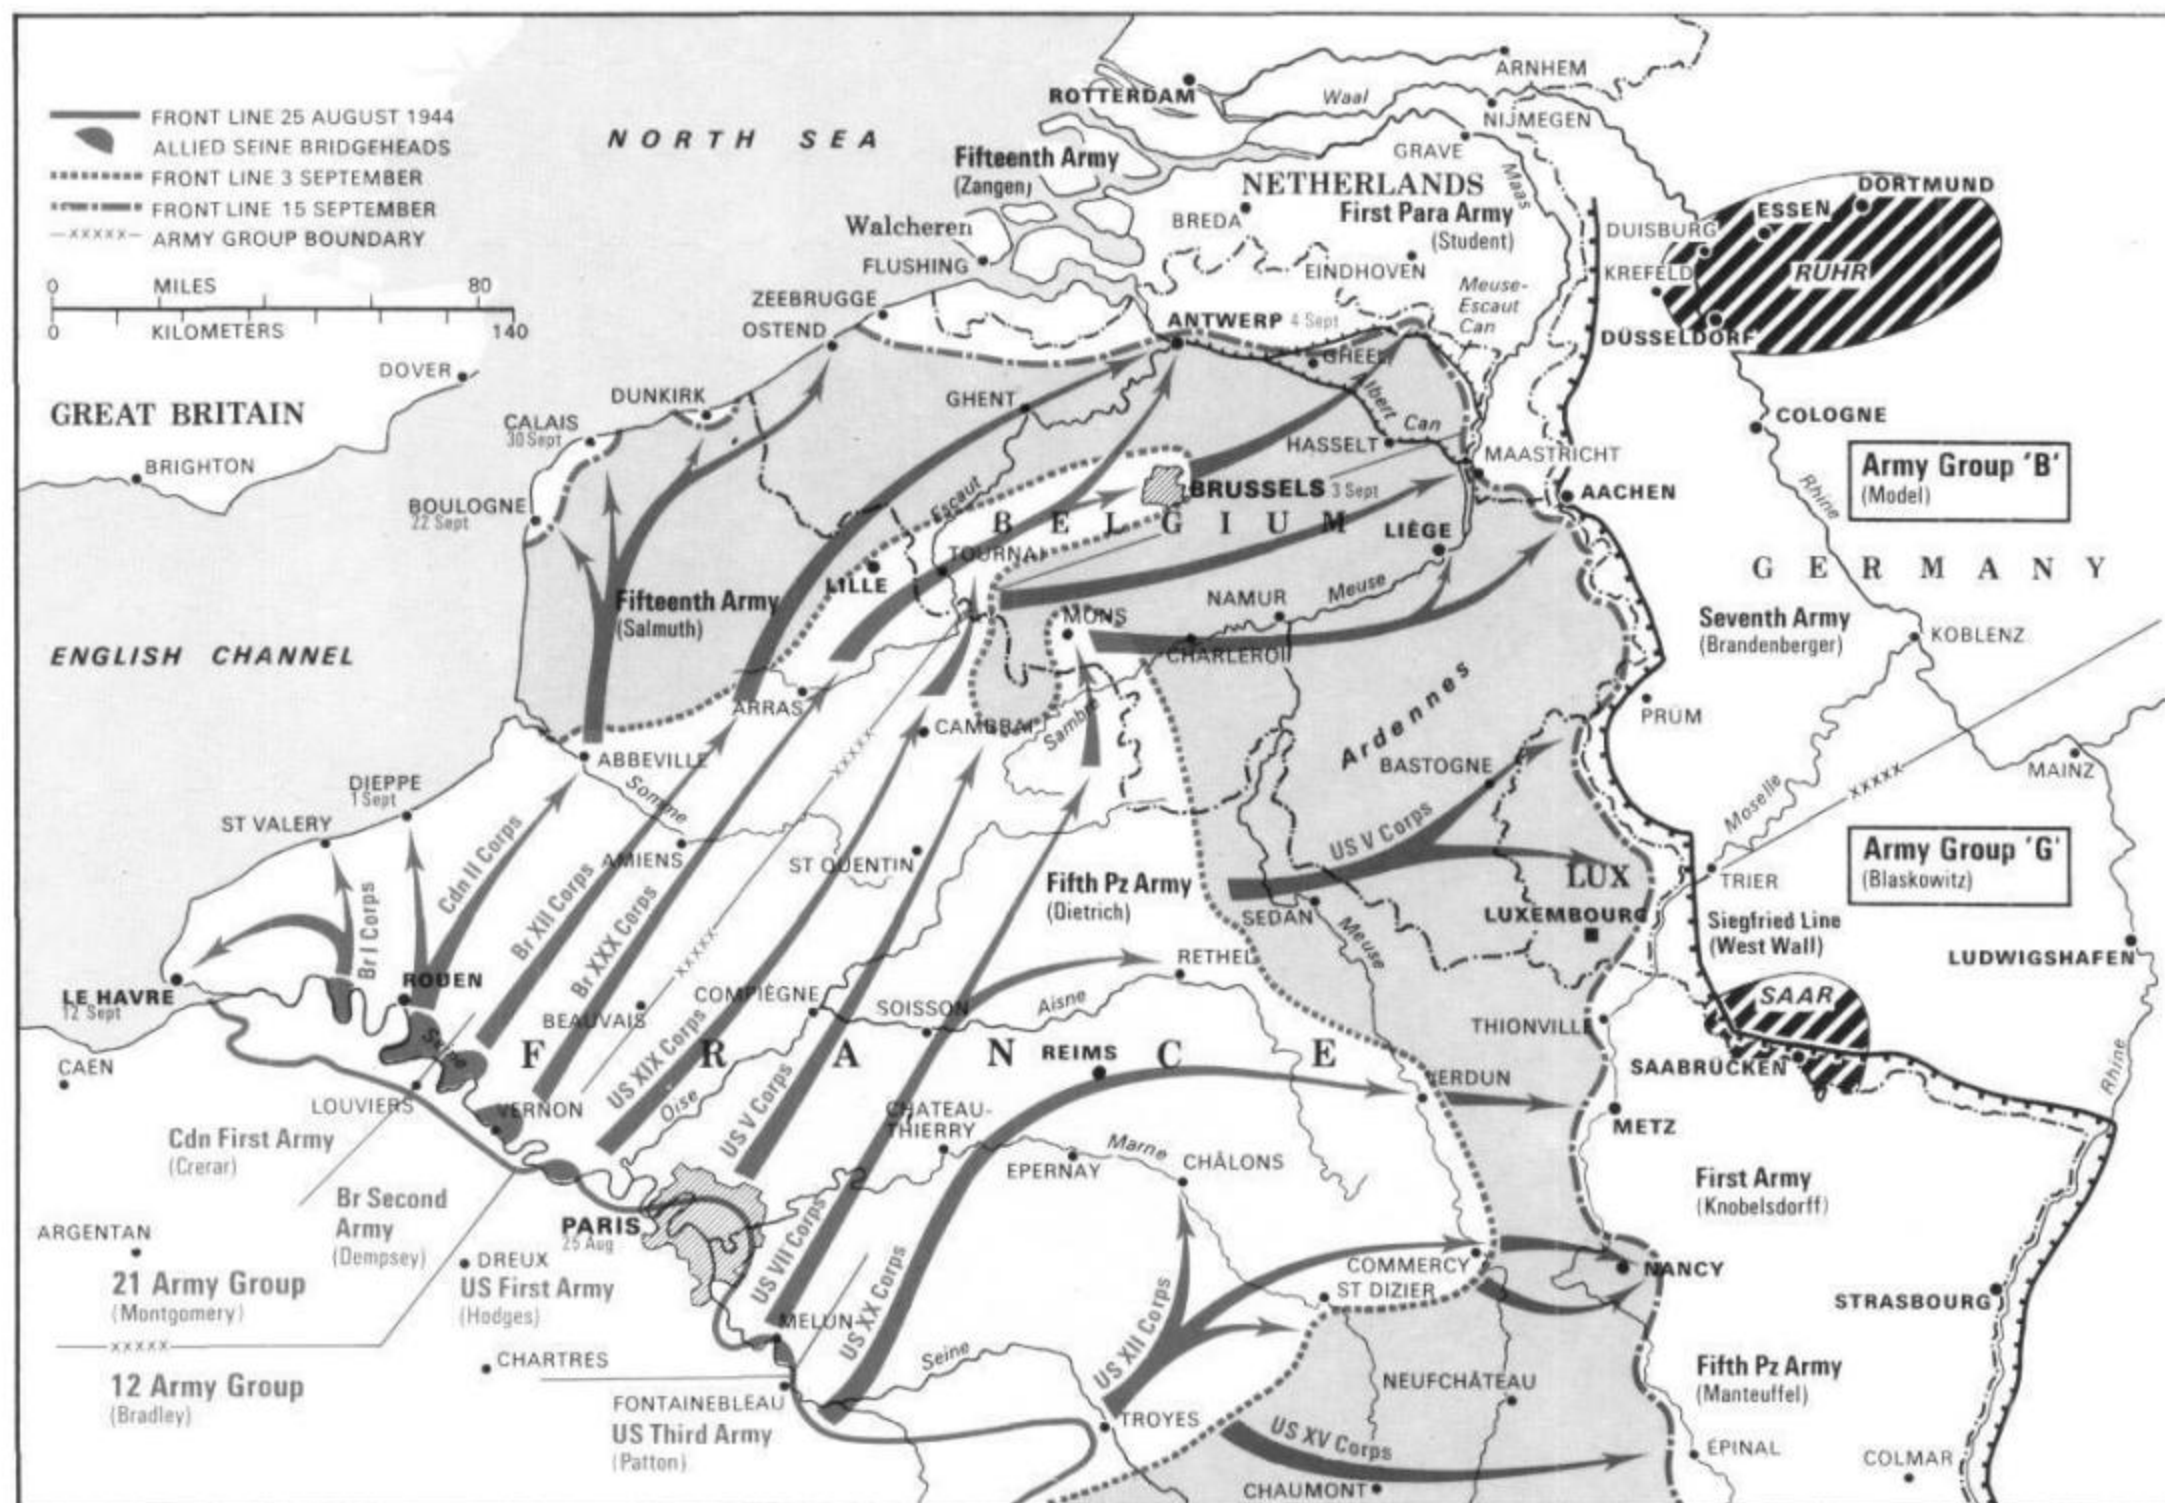 FRONT LINE 25 AUGUST 1944
ALLIED SEINE BRIDGEHEADS
FRONT LINE 3 SEPTEMBER
FRONT LINE 15 SEPTEMBER
—XXXXX— ARMY GROUP BOUNDARY
0 MILES 80
0 KILOMETERS 140
NORTH SEA
ROTTERDAM
Waal
ARNHEM
NIJMEGEN
GRAVE
Maas
Fifteenth Army
(Zangen)
NETHERLANDS
First Para Army
(Student)
BREDA
EINDHOVEN
Walcheren
FLUSHING
ZEEBRUGGE
OSTEND
ANTWERP 4 Sept
Meuse-
Escaut
Can
GHEEL
DUISBURG
ESSEN
DORTMUND
KREFELD
RUHR
DÜSSELDORF
DOVER
GREAT BRITAIN
BRIGHTON
DUNKIRK
CALAIS
30 Sept
BOULOGNE
22 Sept
GHENT
Escaut
HASSELT
Albert Can
MAASTRICHT
BRUSSELS 3 Sept
BELGIUM
AACHEN
COLOGNE
Rhine
Army Group 'B'
(Model)
GERMANY
TOURNAI
LILLE
LIÈGE
Fifteenth Army
(Salmuth)
ENGLISH CHANNEL
MONS
NAMUR
Meuse
CHARLEROI
Seventh Army
(Brandenberger)
KOBLENZ
ARRAS
CAMBRAI
Sambre
Ardennes
PRÜM
XXXXX
ABBEVILLE
Somme
BASTOGNE
MAINZ
Moselle
XXXXX
DIEPPE
1 Sept
ST VALERY
Cdn II Corps
AMIENS
ST QUENTIN
US V Corps
Fifth Pz Army
(Dietrich)
LUX
TRIER
Army Group 'G'
(Blaskowitz)
Br I Corps
Br XII Corps
Br XXX Corps
XXXXX
SEDAN
Meuse
LUXEMBOURG
Siegfried Line
(West Wall)
LUDWIGSHAFEN
LE HAVRE
12 Sept
ROUEN
Seine
BEAUVAIS
COMPIÈGNE
SOISSON
Aisne
RETHEL
THIONVILLE
SAAR
SAABRÜCKEN
Rhine
CAEN
FRANCE
REIMS
US XIX Corps
Oise
US V Corps
VERDUN
METZ
LOUVIERS
VERNON
CHATEAU-
THIERRY
EPERNAY
Marne
CHÂLONS
Cdn First Army
(Crerar)
Br Second
Army
(Dempsey)
First Army
(Knobelsdorff)
ARGENTAN
PARIS
25 Aug
21 Army Group
(Montgomery)
DREUX
US First Army
(Hodges)
US VII Corps
US XX Corps
US XII Corps
COMMERCY
ST DIZIER
NANCY
STRASBOURG
XXXXX
MELUN
Seine
12 Army Group
(Bradley)
CHARTRES
FONTAINEBLEAU
US Third Army
(Patton)
TROYES
NEUFCHÂTEAU
US XV Corps
Fifth Pz Army
(Manteuffel)
EPINAL
COLMAR
CHAUMONT